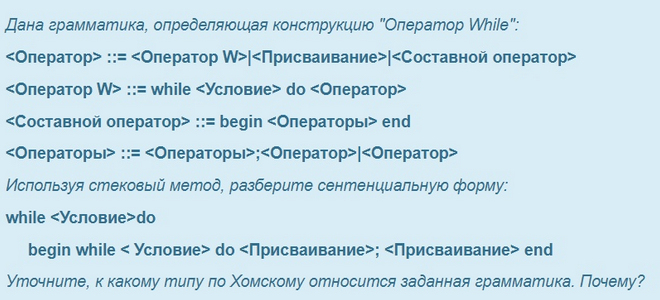 Дана грамматика, определяющая конструкцию "Оператор While":
<Оператор> ::= <Оператор W>|<Присваивание>|<Составной оператор>
<Оператор W> ::= while <Условие> do <Оператор>
<Составной оператор> ::= begin <Операторы> end
<Операторы> ::= <Операторы>;<Оператор>|<Оператор>
Используя стековый метод, разберите сентенциальную форму:
while <Условие>do
begin while < Условие> do <Присваивание>; <Присваивание> end
Уточните, к какому типу по Хомскому относится заданная грамматика. Почему?